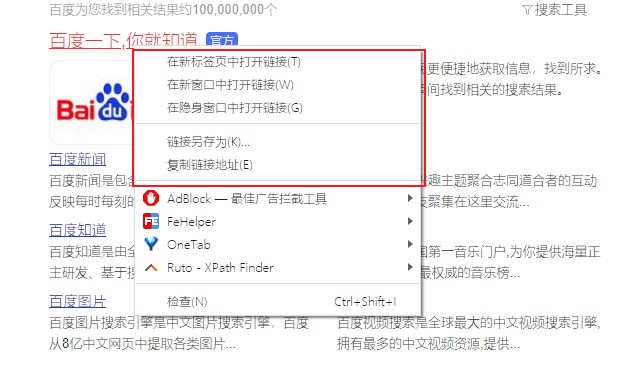 百度为您找到相关结果约100,000,000个
搜索工具
百度一下,你就知道 官方
在新标签页中打开链接(T)
更便捷地获取信息，找到所求。
在新窗口中打开链接(W)
间找到相关的搜索结果。
在隐身窗口中打开链接(G)
Bai du
链接另存为(K)...
百度新闻
复制链接地址(E)
百度新闻是包
趣主题聚合志同道合者的互动
AdBlock — 最佳广告拦截工具
反映每时每刻的
聚集在这里交流...
FeHelper
百度知道
OneTab
百度知道是由全
国第一音乐门户,为你提供海量正
主研发、基于搜
最权威的音乐榜...
Ruto - XPath Finder
百度图片
检查(N) Ctrl+Shift+I
百度图片搜索引擎是中文图片搜索引擎，百度
百度视频搜索是全球最大的中文视频搜索引擎,
从8亿中文网页中提取各类图片...
拥有最多的中文视频资源,提供...